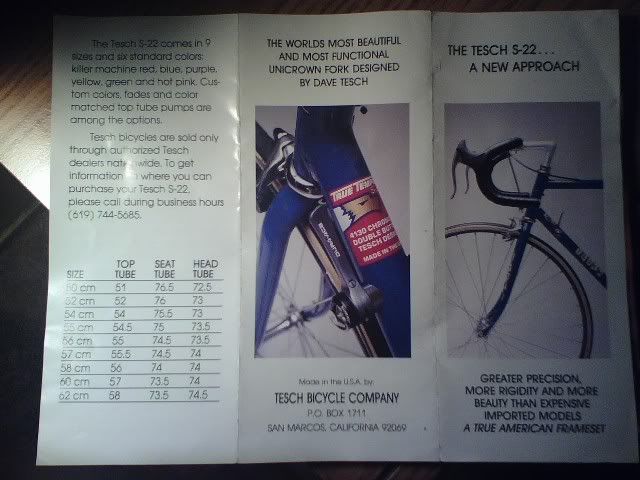 The Tesch S-22 comes in 9
sizes and six standard colors:
killer machine red, blue, purple,
yellow, green and hot pink. Cus-
tom colors, fades and color
matched top tube pumps are
among the options.
Tesch bicycles are sold only
through authorized Tesch
dealers nationwide. To get
information on where you can
purchase your Tesch S-22,
please call during business hours
(619) 744-5685.
SIZE TOP TUBE SEAT TUBE HEAD TUBE
50 cm 51 76.5 72.5
52 cm 52 76 73
54 cm 54 75.5 73
55 cm 54.5 75 73.5
56 cm 55 74.5 73.5
57 cm 55.5 74.5 74
58 cm 56 74 74
60 cm 57 73.5 74
62 cm 58 73.5 74.5
THE WORLDS MOST BEAUTIFUL
AND MOST FUNCTIONAL
UNICROWN FORK DESIGNED
BY DAVE TESCH
TRUE TEMPER
4130 CHROMO
DOUBLE BUTTED
TESCH DESIGN
MADE IN THE
Made in the U.S.A. by:
TESCH BICYCLE COMPANY
P.O. BOX 1711
SAN MARCOS, CALIFORNIA 92069
THE TESCH S-22 . . .
A NEW APPROACH
GREATER PRECISION,
MORE RIGIDITY AND MORE
BEAUTY THAN EXPENSIVE
IMPORTED MODELS
A TRUE AMERICAN FRAMESET